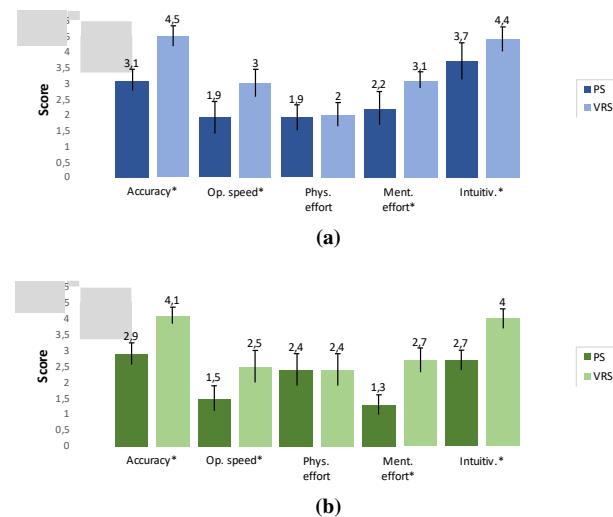 4,5
4,4
3,7
3,1
3
3,1
1,9
1,9
2
2,2
3,5
3
2,5
2
1,5
1
0,5
0
Score
PS
VRS
Accuracy*
Op. speed*
Phys.
effort
Ment.
effort*
Intuitiv.*
(a)
4,1
4
2,9
2,5
2,4
2,4
2,7
2,7
1,5
1,3
3,5
3
2,5
2
1,5
1
0,5
0
Score
PS
VRS
Accuracy*
Op. speed*
Phys.
effort
Ment.
effort*
Intuitiv.*
(b)